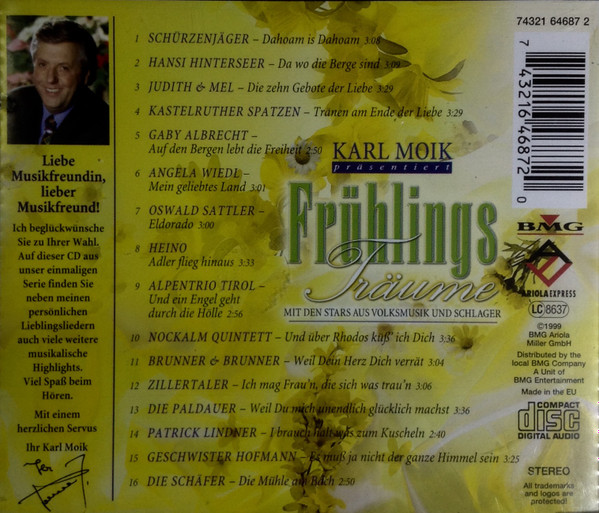 1 SCHÜRZENJÄGER – Dahoam is Dahoam 3:08
2 HANSI HINTERSEER – Da wo die Berge sind 3:09
3 JUDITH & MEL – Die zehn Gebote der Liebe 3:29
4 KASTELRUTHER SPATZEN – Tränen am Ende der Liebe 3:29
5 GABY ALBRECHT –
Auf den Bergen lebt die Freiheit 2:50
6 ANGELA WIEDL –
Mein geliebtes Land 3:01
7 OSWALD SATTLER –
Eldorado 3:00
8 HEINO
Adler flieg hinaus 3:33
9 ALPENTRIO TIROL –
Und ein Engel geht
durch die Hölle 2:56
10 NOCKALM QUINTETT – Und über Rhodos küß' ich Dich 3:36
11 BRUNNER & BRUNNER – Weil Dein Herz Dich verrät 3:04
12 ZILLERTALER – Ich mag Frau'n, die sich was trau'n 3:06
13 DIE PALDAUER – Weil Du mich unendlich glücklich machst 3:36
14 PATRICK LINDNER – I brauch halt was zum Kuscheln 2:40
15 GESCHWISTER HOFMANN – Es muß ja nicht der ganze Himmel sein 3:25
16 DIE SCHÄFER – Die Mühle am Bach 2:50
KARL MOIK
präsentiert
Frühlings
Träume
MIT DEN STARS AUS VOLKSMUSIK UND SCHLAGER
Liebe
Musikfreundin,
lieber
Musikfreund!
Ich beglückwünsche
Sie zu Ihrer Wahl.
Auf dieser CD aus
unser einmaligen
Serie finden Sie
neben meinen
persönlichen
Lieblingsliedern
auch viele weitere
musikalische
Highlights.
Viel Spaß beim
Hören.
Mit einem
herzlichen Servus
Ihr Karl Moik
74321 64687 2
7 43216 46872 0
BMG
ARIOLA EXPRESS
LC 8637
©1999
BMG Ariola
Miller GmbH
Distributed by the
local BMG Company
A Unit of
BMG Entertainment
Made in the EU
COMPACT
disc
DIGITAL AUDIO
STEREO
All trademarks
and logos are
protected!